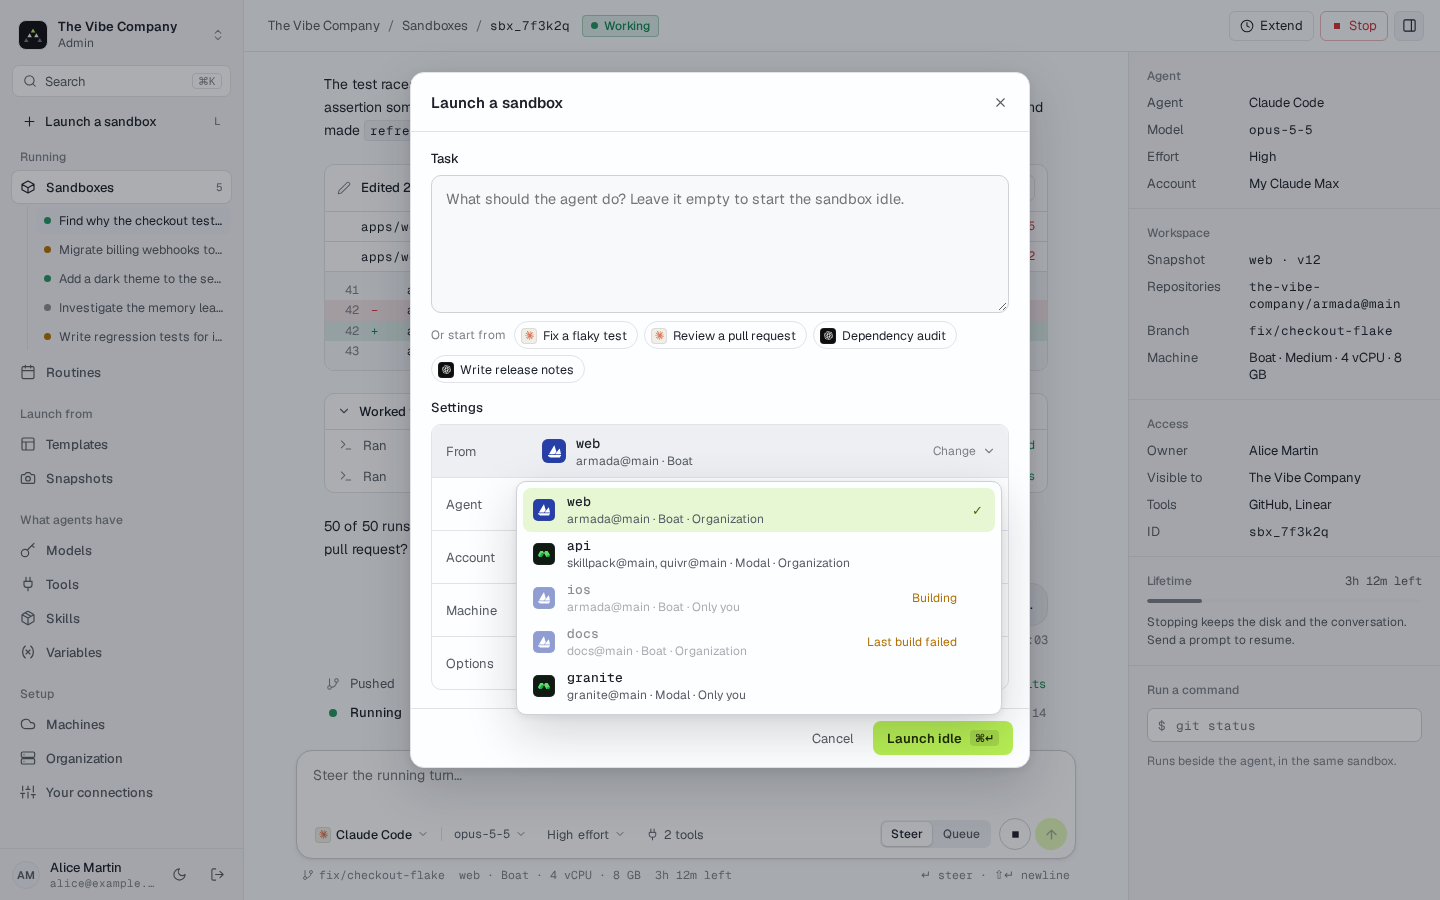 The Vibe Company
Admin
Search ⌘K
Launch a sandbox L
Running
Sandboxes 5
Find why the checkout test...
Migrate billing webhooks to...
Add a dark theme to the se...
Investigate the memory lea...
Write regression tests for i...
Routines
Launch from
Templates
Snapshots
What agents have
Models
Tools
Skills
Variables
Setup
Machines
Organization
Your connections
AM
Alice Martin
alice@example.…
The Vibe Company / Sandboxes / sbx_7f3k2q Working
Extend
Stop
The test race
assertion som nd
made refre
Edited 2
apps/w 5
apps/w 2
41
42 −
42 +
43
Worked
Ran d
Ran s
50 of 50 runs
pull request?
:03
Pushed lts
Running 14
Launch a sandbox
Task
What should the agent do? Leave it empty to start the sandbox idle.
Or start from Fix a flaky test Review a pull request Dependency audit
Write release notes
Settings
From web Change
armada@main · Boat
Agent
Account
Machine
Options
web ✓
armada@main · Boat · Organization
api
skillpack@main, quivr@main · Modal · Organization
ios Building
armada@main · Boat · Only you
docs Last build failed
docs@main · Boat · Organization
granite
granite@main · Modal · Only you
Cancel
Launch idle ⌘↵
Steer the running turn...
Claude Code opus-5-5 High effort 2 tools
Steer Queue
fix/checkout-flake web · Boat · 4 vCPU · 8 GB 3h 12m left
↵ steer · ⇧↵ newline
Agent
Agent Claude Code
Model opus-5-5
Effort High
Account My Claude Max
Workspace
Snapshot web · v12
Repositories the-vibe-
company/armada@main
Branch fix/checkout-flake
Machine Boat · Medium · 4 vCPU · 8
GB
Access
Owner Alice Martin
Visible to The Vibe Company
Tools GitHub, Linear
ID sbx_7f3k2q
Lifetime 3h 12m left
Stopping keeps the disk and the conversation.
Send a prompt to resume.
Run a command
$ git status
Runs beside the agent, in the same sandbox.